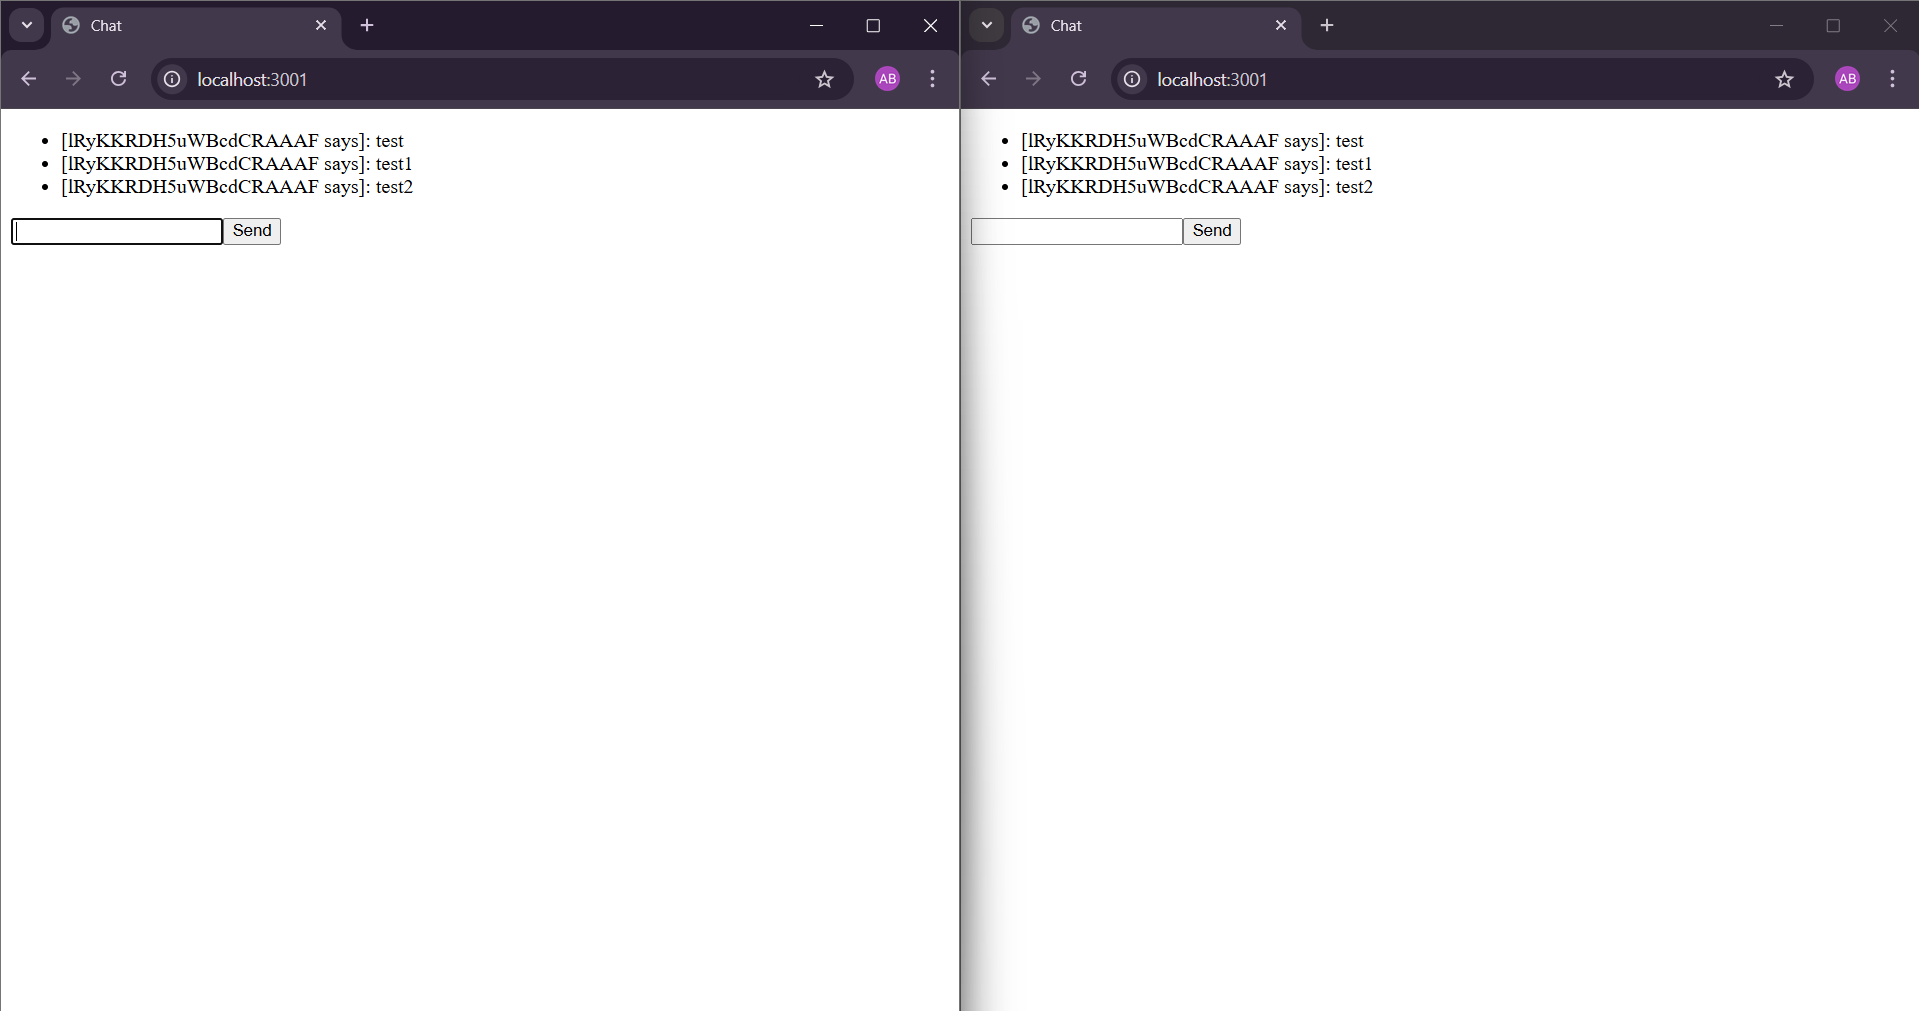 Chat
localhost:3001
AB
• [lRyKKRDH5uWBcdCRAAAF says]: test
• [lRyKKRDH5uWBcdCRAAAF says]: test1
• [lRyKKRDH5uWBcdCRAAAF says]: test2
Send
Chat
localhost:3001
AB
• [lRyKKRDH5uWBcdCRAAAF says]: test
• [lRyKKRDH5uWBcdCRAAAF says]: test1
• [lRyKKRDH5uWBcdCRAAAF says]: test2
Send